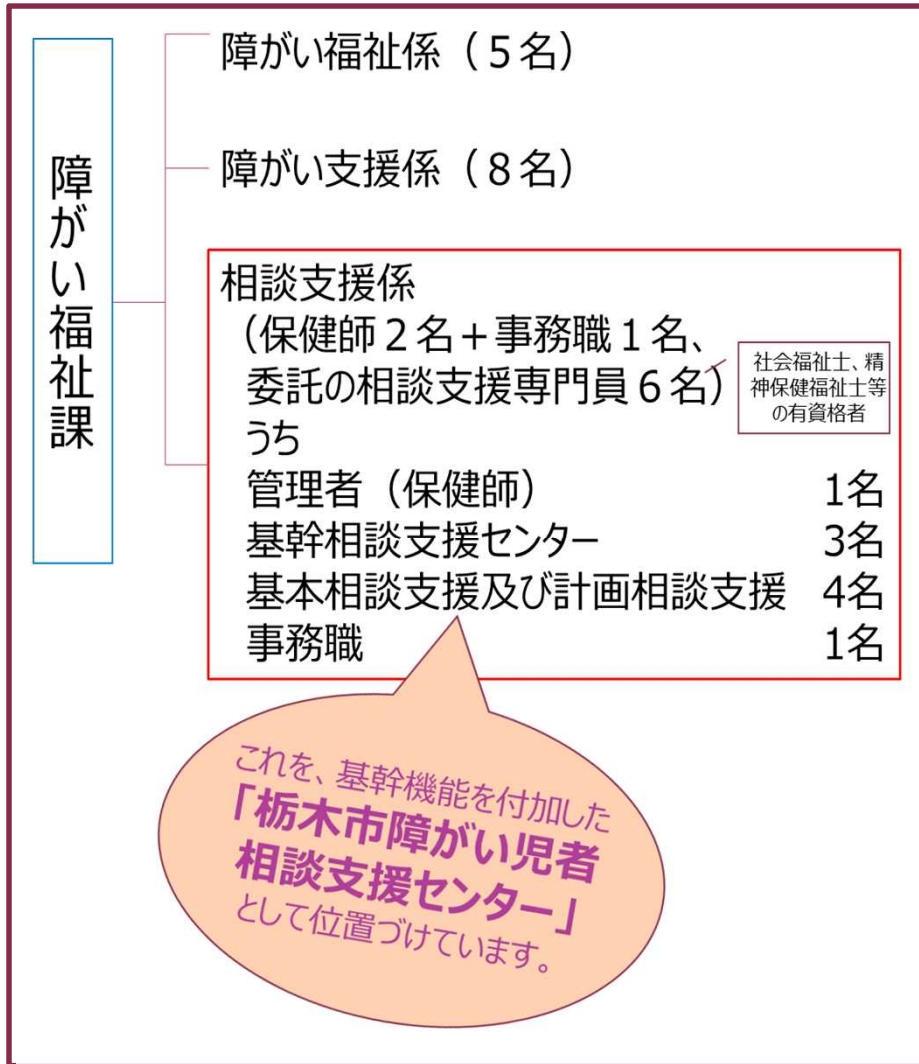 障がい福祉課
障がい福祉係（５名）
障がい支援係（８名）
相談支援係
（保健師２名＋事務職１名、
委託の相談支援専門員６名）
社会福祉士、精
神保健福祉士等
の有資格者
うち
管理者（保健師） 1名
基幹相談支援センター 3名
基本相談支援及び計画相談支援 4名
事務職 1名
これを、基幹機能を付加した
「栃木市障がい児者
相談支援センター」
として位置づけています。